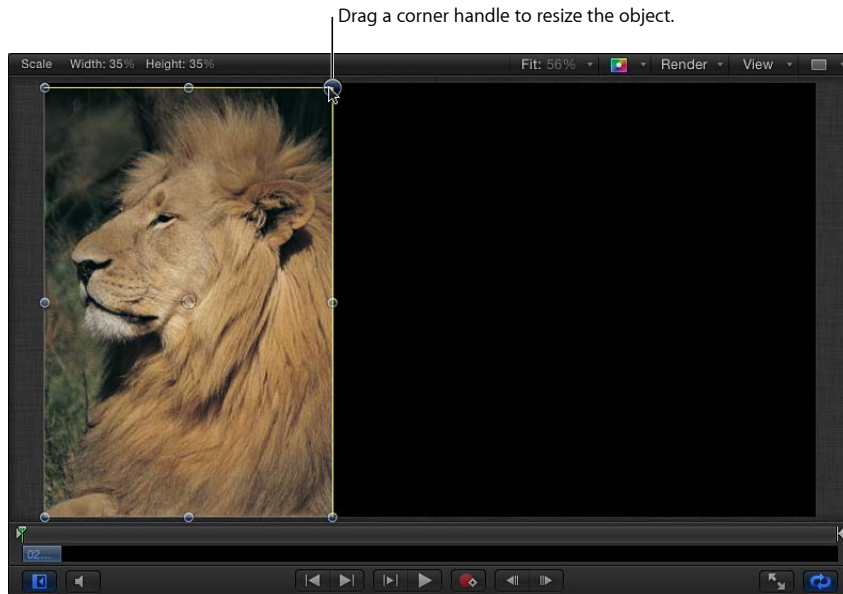 Drag a corner handle to resize the object.
Scale Width: 35% Height: 35% Fit: 56% Render View
02...